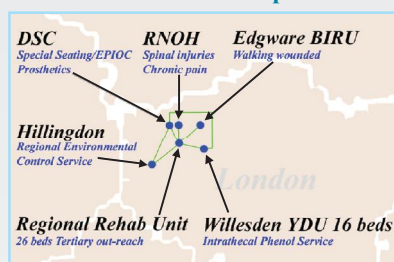 DSC
Special Seating/EPIOC
Prosthetics
RNOH
Spinal injuries
Chronic pain
Edgware BIRU
Walking wounded
Hillingdon
Regional Environmental
Control Service
London
Regional Rehab Unit
26 beds Tertiary out-reach
Willesden YDU 16 beds
Intrathecal Phenol Service